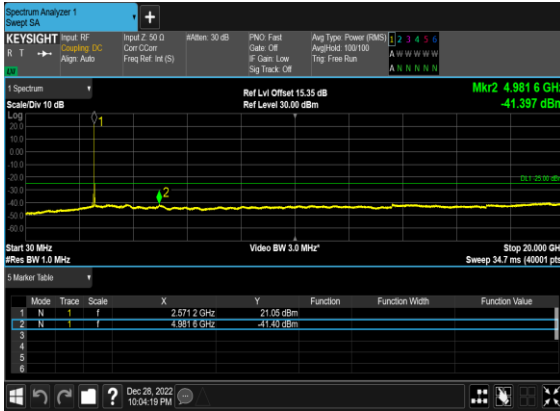 Spectrum Analyzer 1
Swept SA
+
KEYSIGHT Input: RF Input Z: 50 Ω #Atten: 30 dB PNO: Fast Avg Type: Power (RMS) 1 2 3 4 5 6
R T Coupling: DC Corr CCorr Gate: Off Avg|Hold: 100/100 A W W W W W
Align: Auto Freq Ref: Int (S) IF Gain: Low Trig: Free Run
Sig Track: Off A N N N N N
1 Spectrum Ref Lvl Offset 15.35 dB Mkr2 4.981 6 GHz
Scale/Div 10 dB Ref Level 30.00 dBm -41.397 dBm
Log
20.0
10.0
0.00
-10.0
-20.0
-30.0
-40.0
-50.0
-60.0
1
2
Start 30 MHz Video BW 3.0 MHz* Stop 20.000 GH
#Res BW 1.0 MHz Sweep 34.7 ms (40001 pts
5 Marker Table
Mode Trace Scale X Y Function Function Width Function Value
1 N 1 f 2.571 2 GHz 21.05 dBm
2 N 1 f 4.981 6 GHz -41.40 dBm
3
4
5
6
? Dec 28, 2022
10:04:19 PM